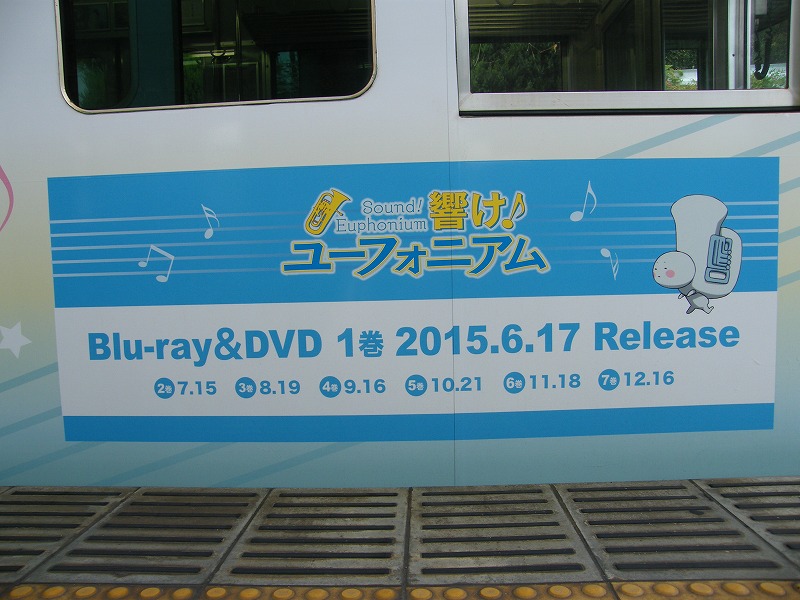 Sound! Euphonium
響け!
ユーフォニアム
Blu-ray&DVD 1巻 2015.6.17 Release
2巻 7.15 3巻 8.19 4巻 9.16 5巻 10.21 6巻 11.18 7巻 12.16